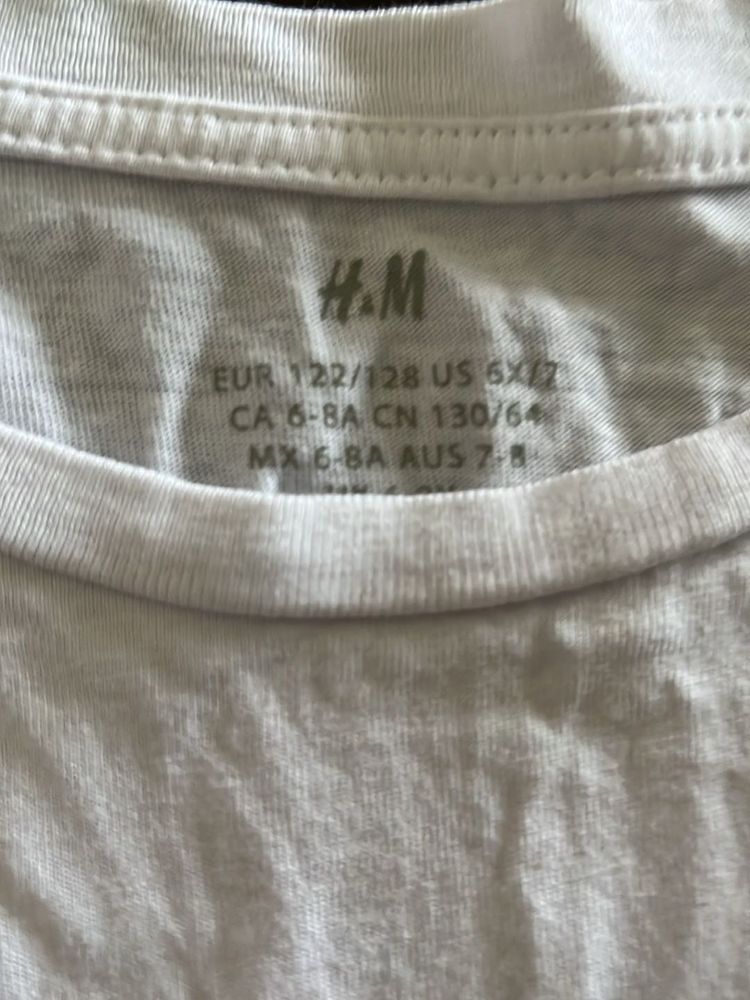 H&M
EUR 122/128 US 6X/7
CA 6-8A CN 130/64
MX 6-8A AUS 7-8